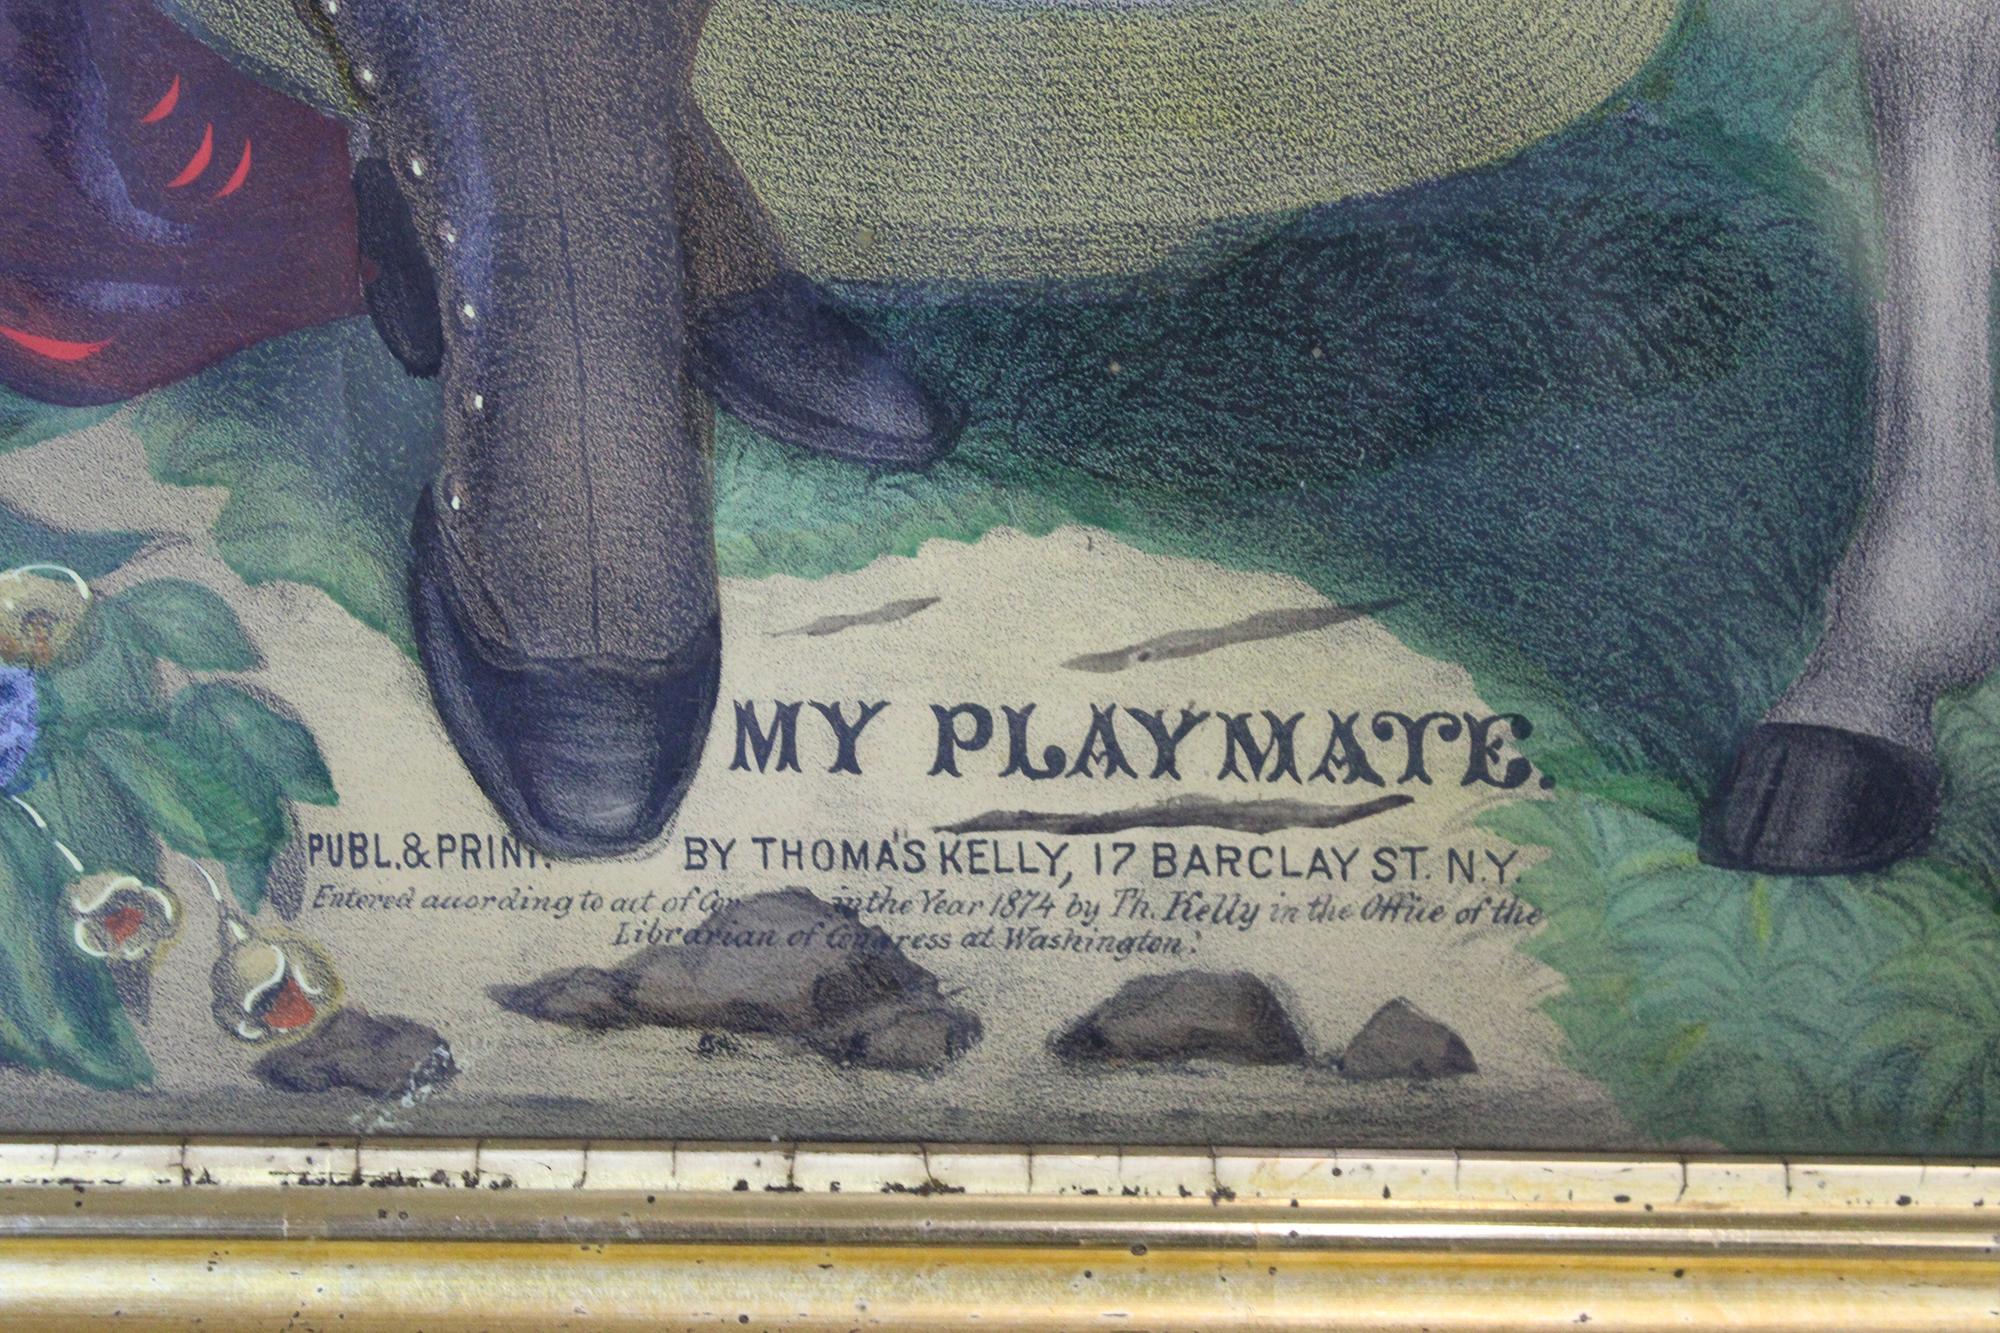 MY PLAYMATE.
PUBL. & PRINT. BY THOMAS KELLY, 17 BARCLAY ST. N.Y.
Entered according to act of in the Year 1874 by Th. Kelly in the Office of the
Librarian of Congress at Washington.